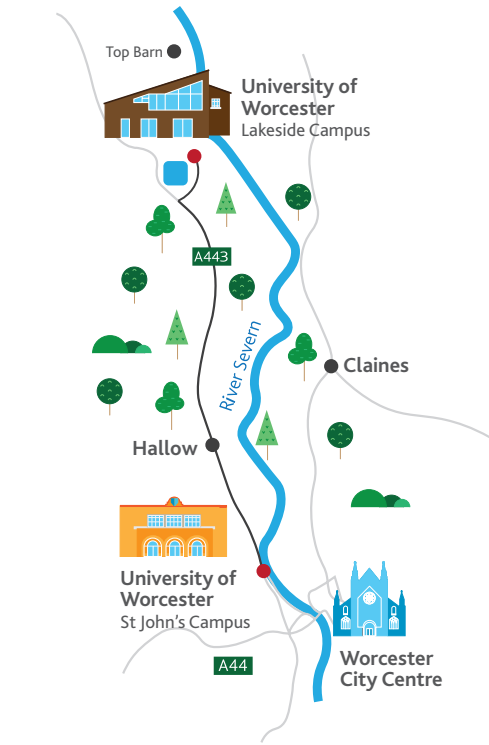 Top Barn
University of
Worcester
Lakeside Campus
A443
River Severn
Claines
Hallow
University of
Worcester
St John's Campus
Worcester
City Centre
A44